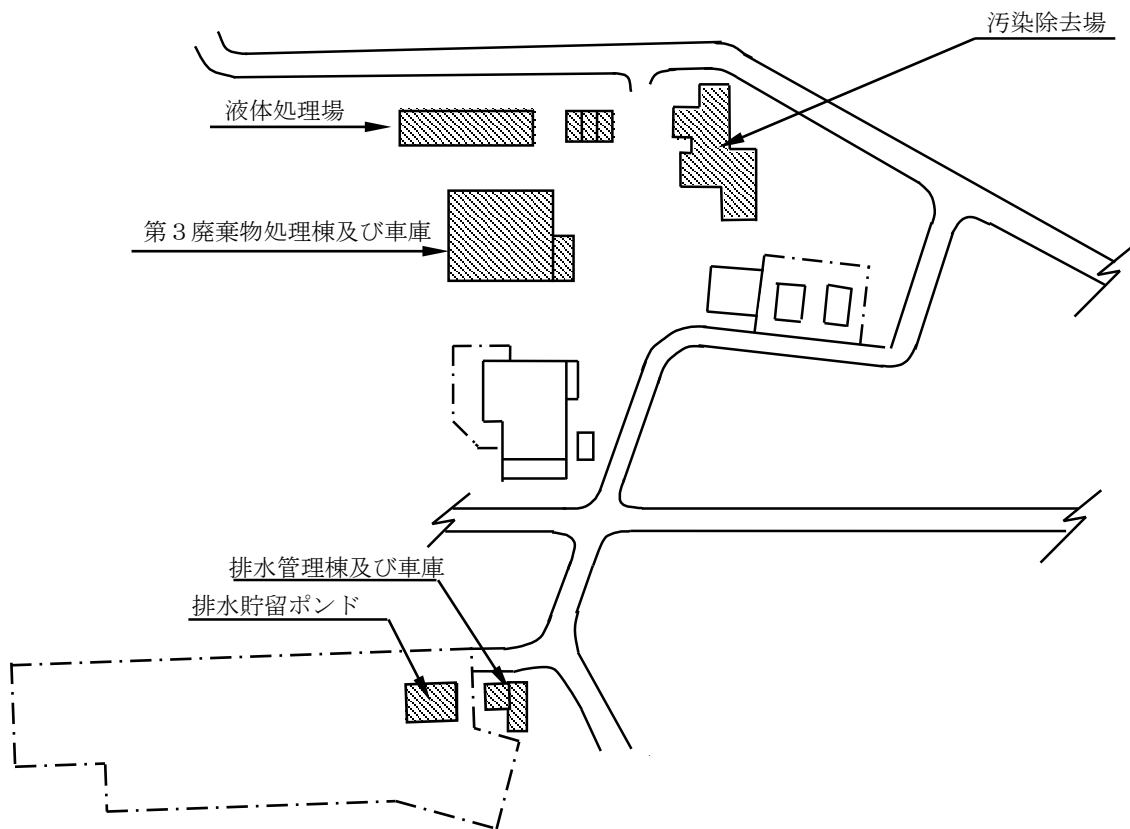 汚染除去場
液体処理場
第３廃棄物処理棟及び車庫
排水管理棟及び車庫
排水貯留ポンド